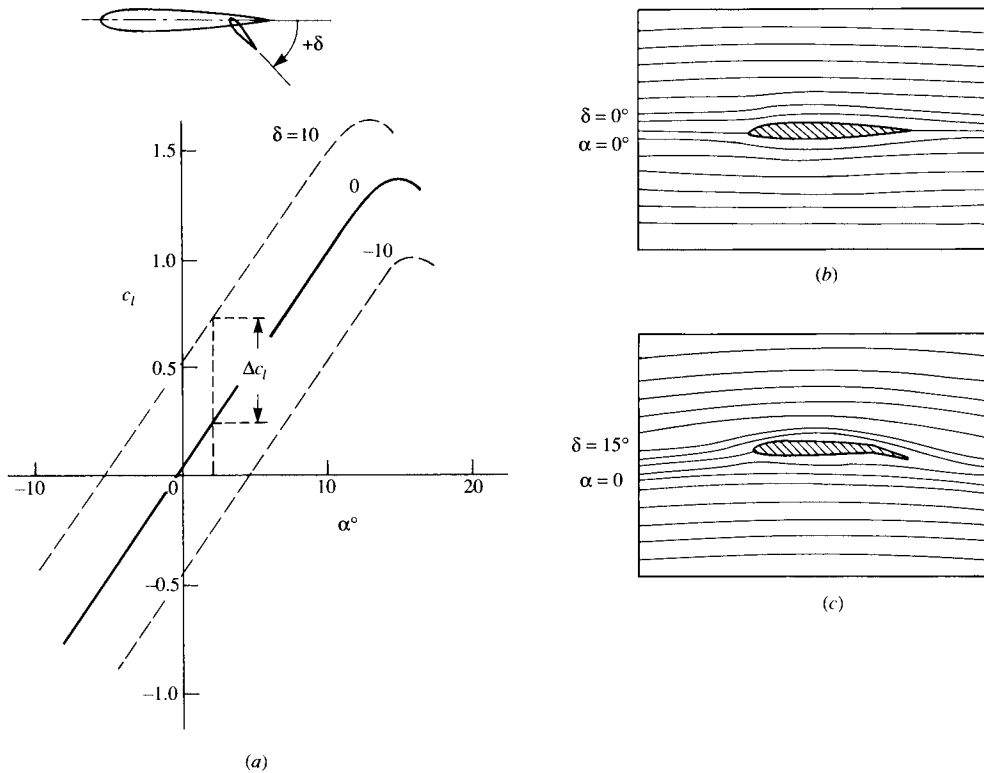 +δ
δ = 10
0
−10
1.5
1.0
c_l
0.5
Δc_l
−10
0
10
20
α°
−0.5
−1.0
(a)
δ = 0°
α = 0°
(b)
δ = 15°
α = 0
(c)